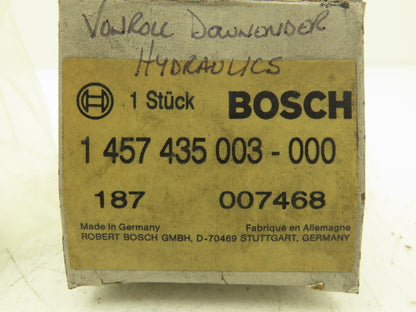 VONROLL DOWNENDER
HYDRAULICS
1 Stück BOSCH
1 457 435 003 - 000
187 007468
Made in Germany Fabriqué en Allemagne
ROBERT BOSCH GMBH, D-70469 STUTTGART, GERMANY